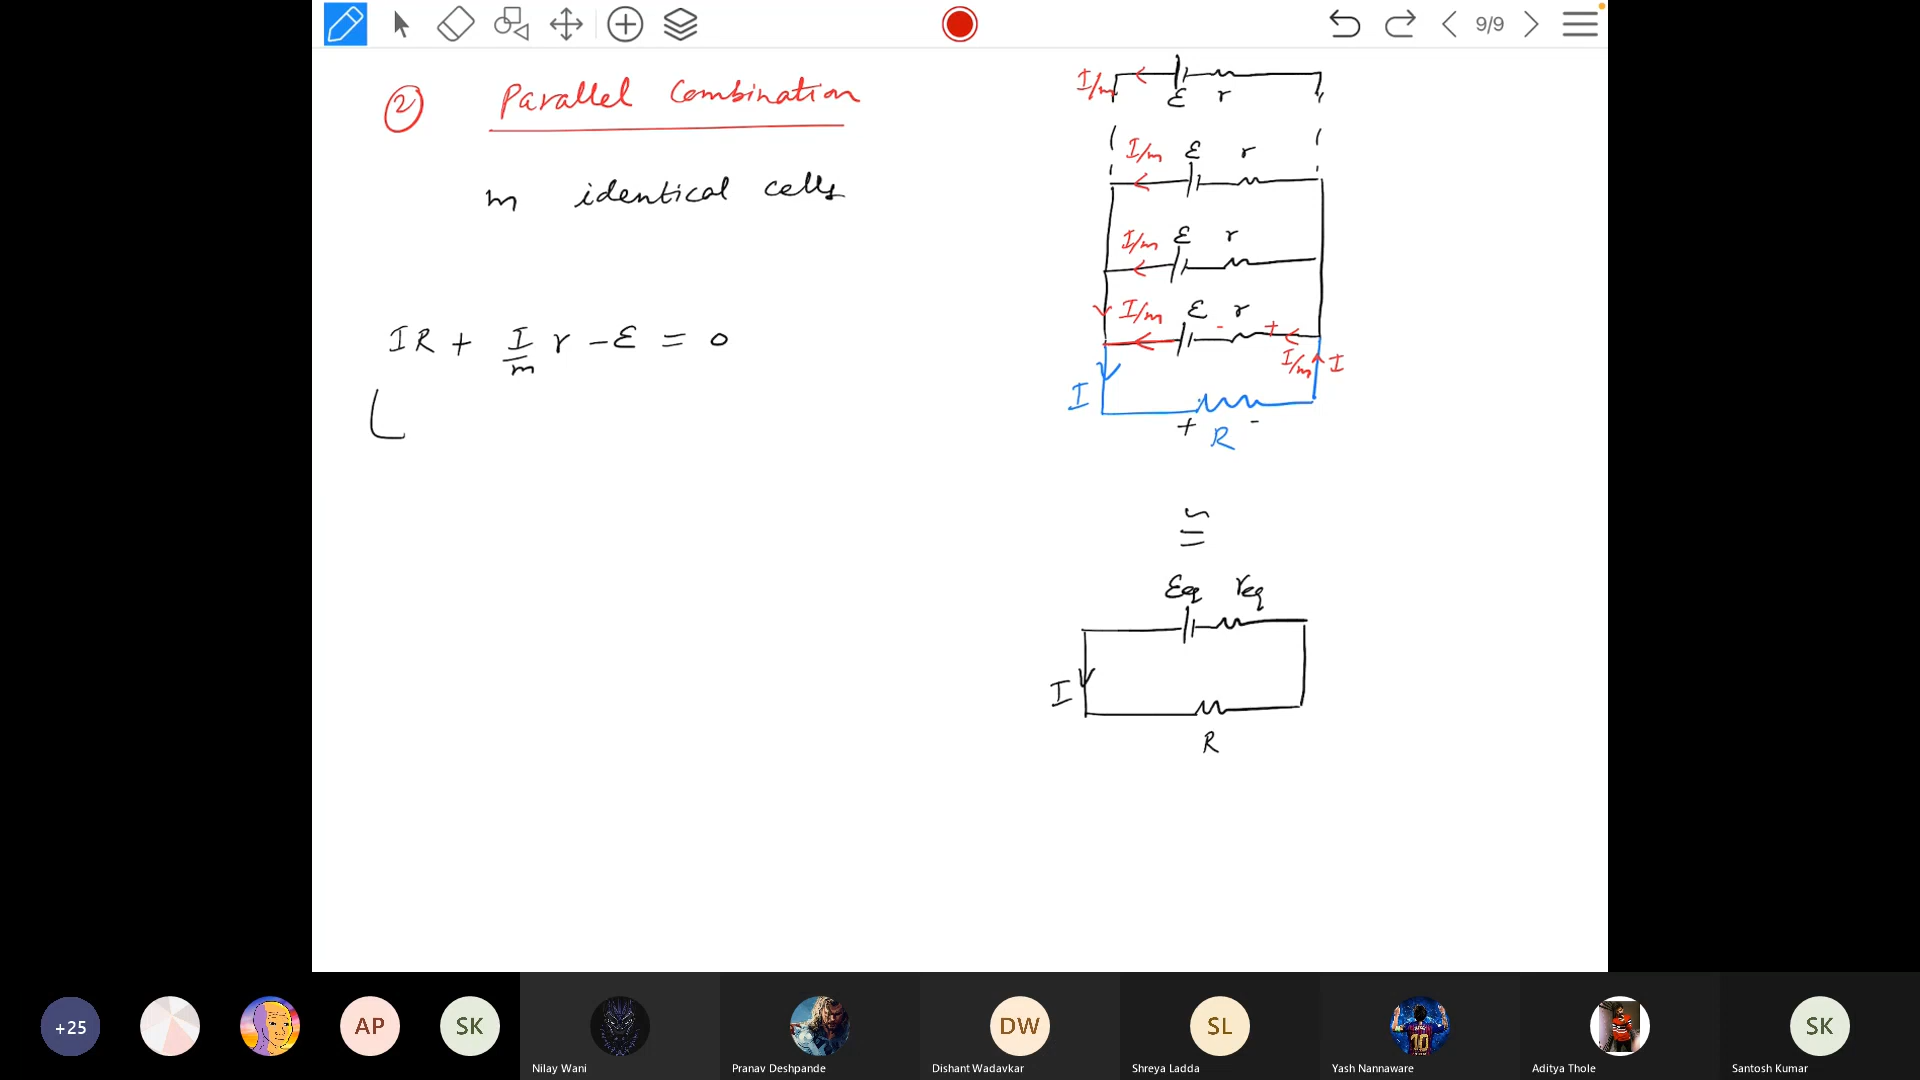 9/9
② Parallel Combination
m identical cells
IR + I/m r - ε = 0
I/m ε r
I/m ε r
I/m ε r
I/m ε r
- +
I/m I
I
+ -
R
≅
εeq req
I
R
+25
AP
SK
DW
SL
10
SK
Nilay Wani
Pranav Deshpande
Dishant Wadavkar
Shreya Ladda
Yash Nannaware
Aditya Thole
Santosh Kumar